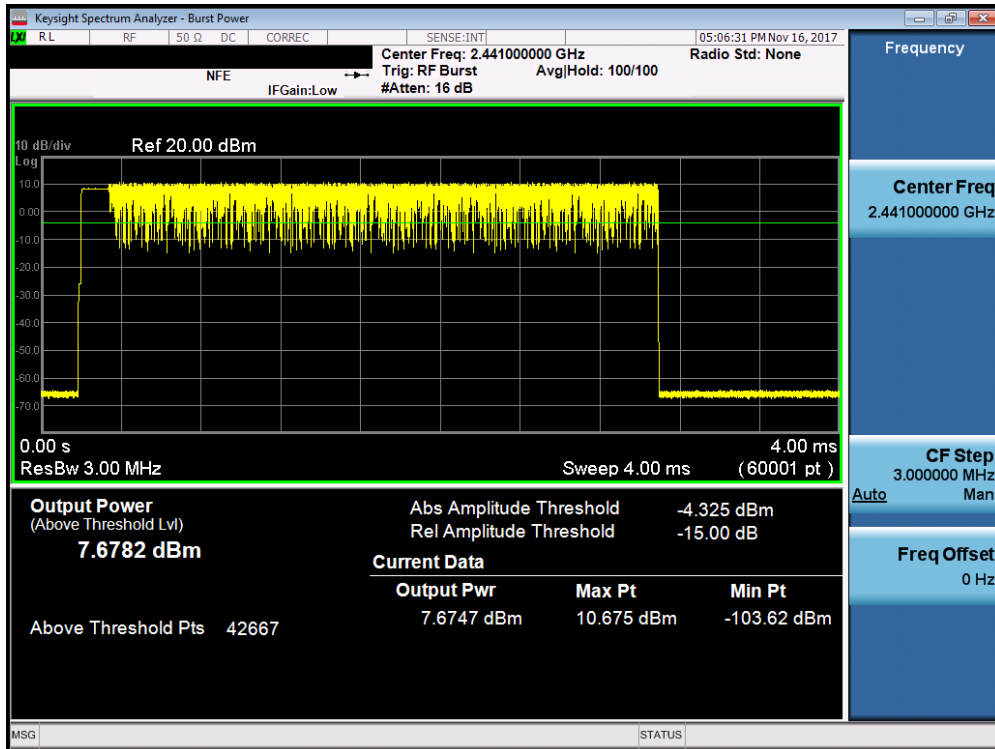 Keysight Spectrum Analyzer - Burst Power
LXI RL RF 50 Ω DC CORREC SENSE:INT 05:06:31 PM Nov 16, 2017
Center Freq: 2.441000000 GHz Radio Std: None
NFE Trig: RF Burst Avg|Hold: 100/100
IFGain:Low #Atten: 16 dB
Frequency
10 dB/div Ref 20.00 dBm
Log
10.0
0.00
-10.0
-20.0
-30.0
-40.0
-50.0
-60.0
-70.0
0.00 s 4.00 ms
ResBw 3.00 MHz Sweep 4.00 ms (60001 pt)
Center Freq
2.441000000 GHz
CF Step
3.000000 MHz
Auto Man
Freq Offset
0 Hz
Output Power
(Above Threshold Lvl)
7.6782 dBm
Above Threshold Pts 42667
Abs Amplitude Threshold -4.325 dBm
Rel Amplitude Threshold -15.00 dB
Current Data
Output Pwr Max Pt Min Pt
7.6747 dBm 10.675 dBm -103.62 dBm
MSG STATUS